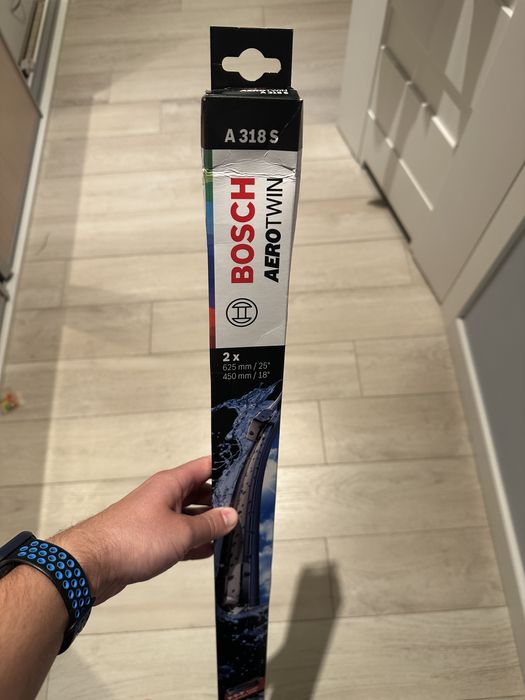 A 318 S
BOSCH
AEROTWIN
2 x
625 mm / 25"
450 mm / 18"